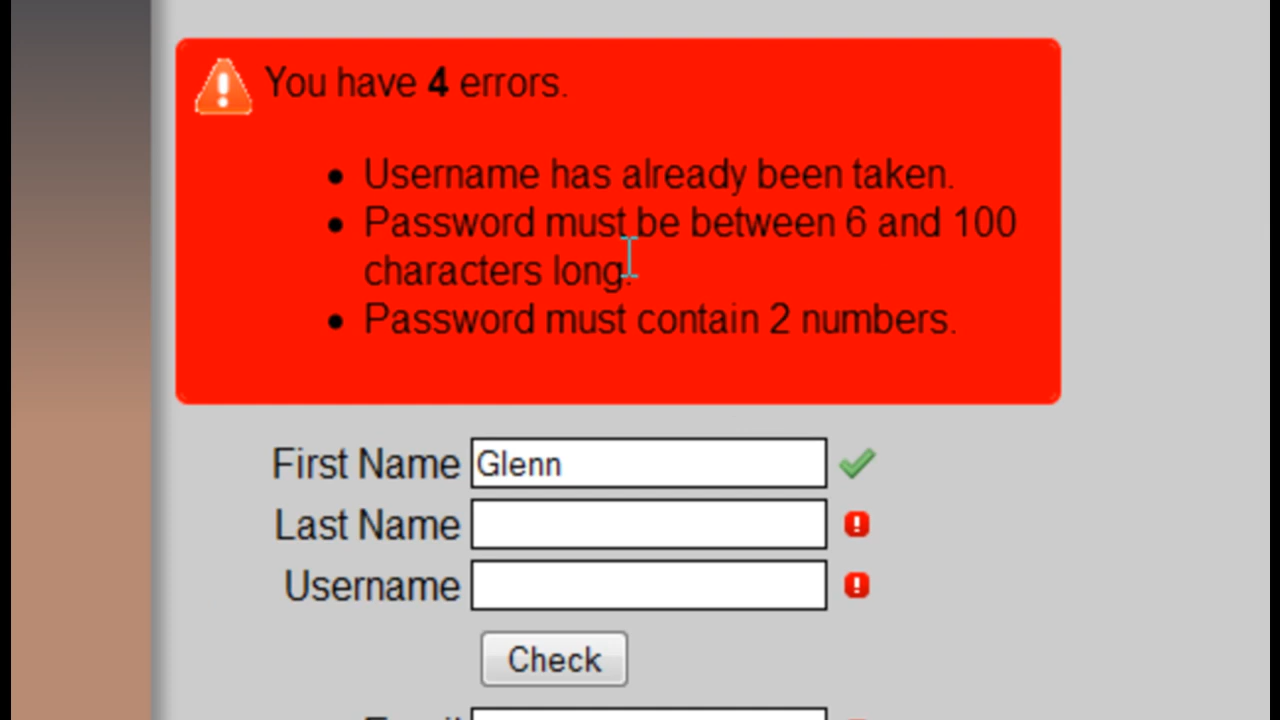 You have 4 errors.
Username has already been taken.
Password must be between 6 and 100
characters long.
Password must contain 2 numbers.
First Name Glenn
Last Name
Username
Check